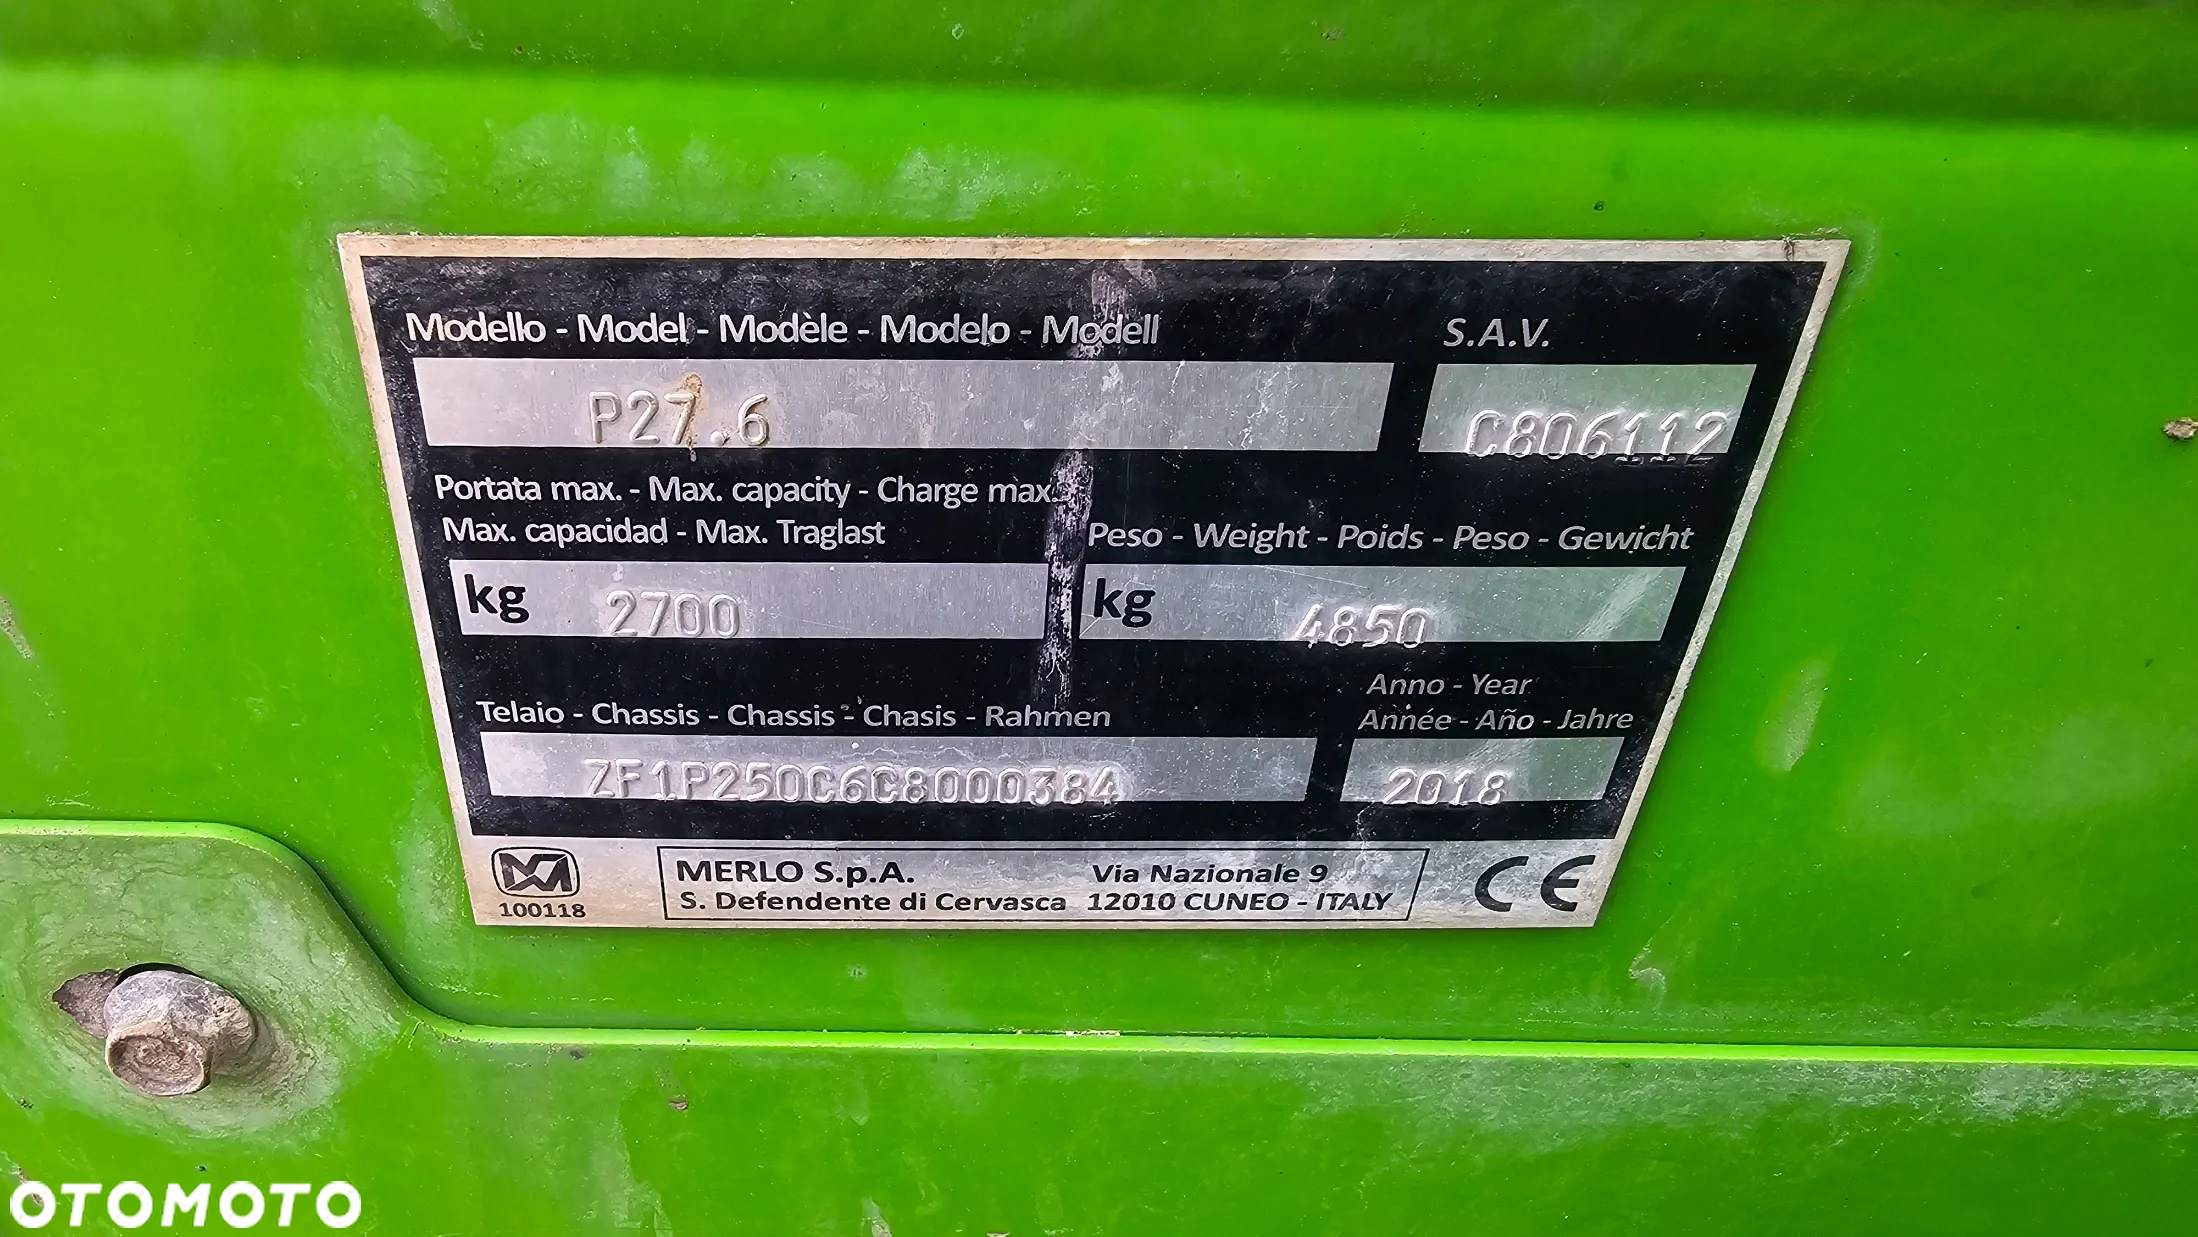 Modello - Model - Modèle - Modelo - Modell
S.A.V.
P27.6
C806112
Portata max. - Max. capacity - Charge max.
Max. capacidad - Max. Traglast
Peso - Weight - Poids - Peso - Gewicht
kg 2700
kg 4850
Anno - Year
Telaio - Chassis - Chassis - Chasis - Rahmen
Année - Año - Jahre
ZF1P250C6C8000384
2018
MERLO S.p.A. Via Nazionale 9
S. Defendente di Cervasca 12010 CUNEO - ITALY
100118
CE
OTOMOTO